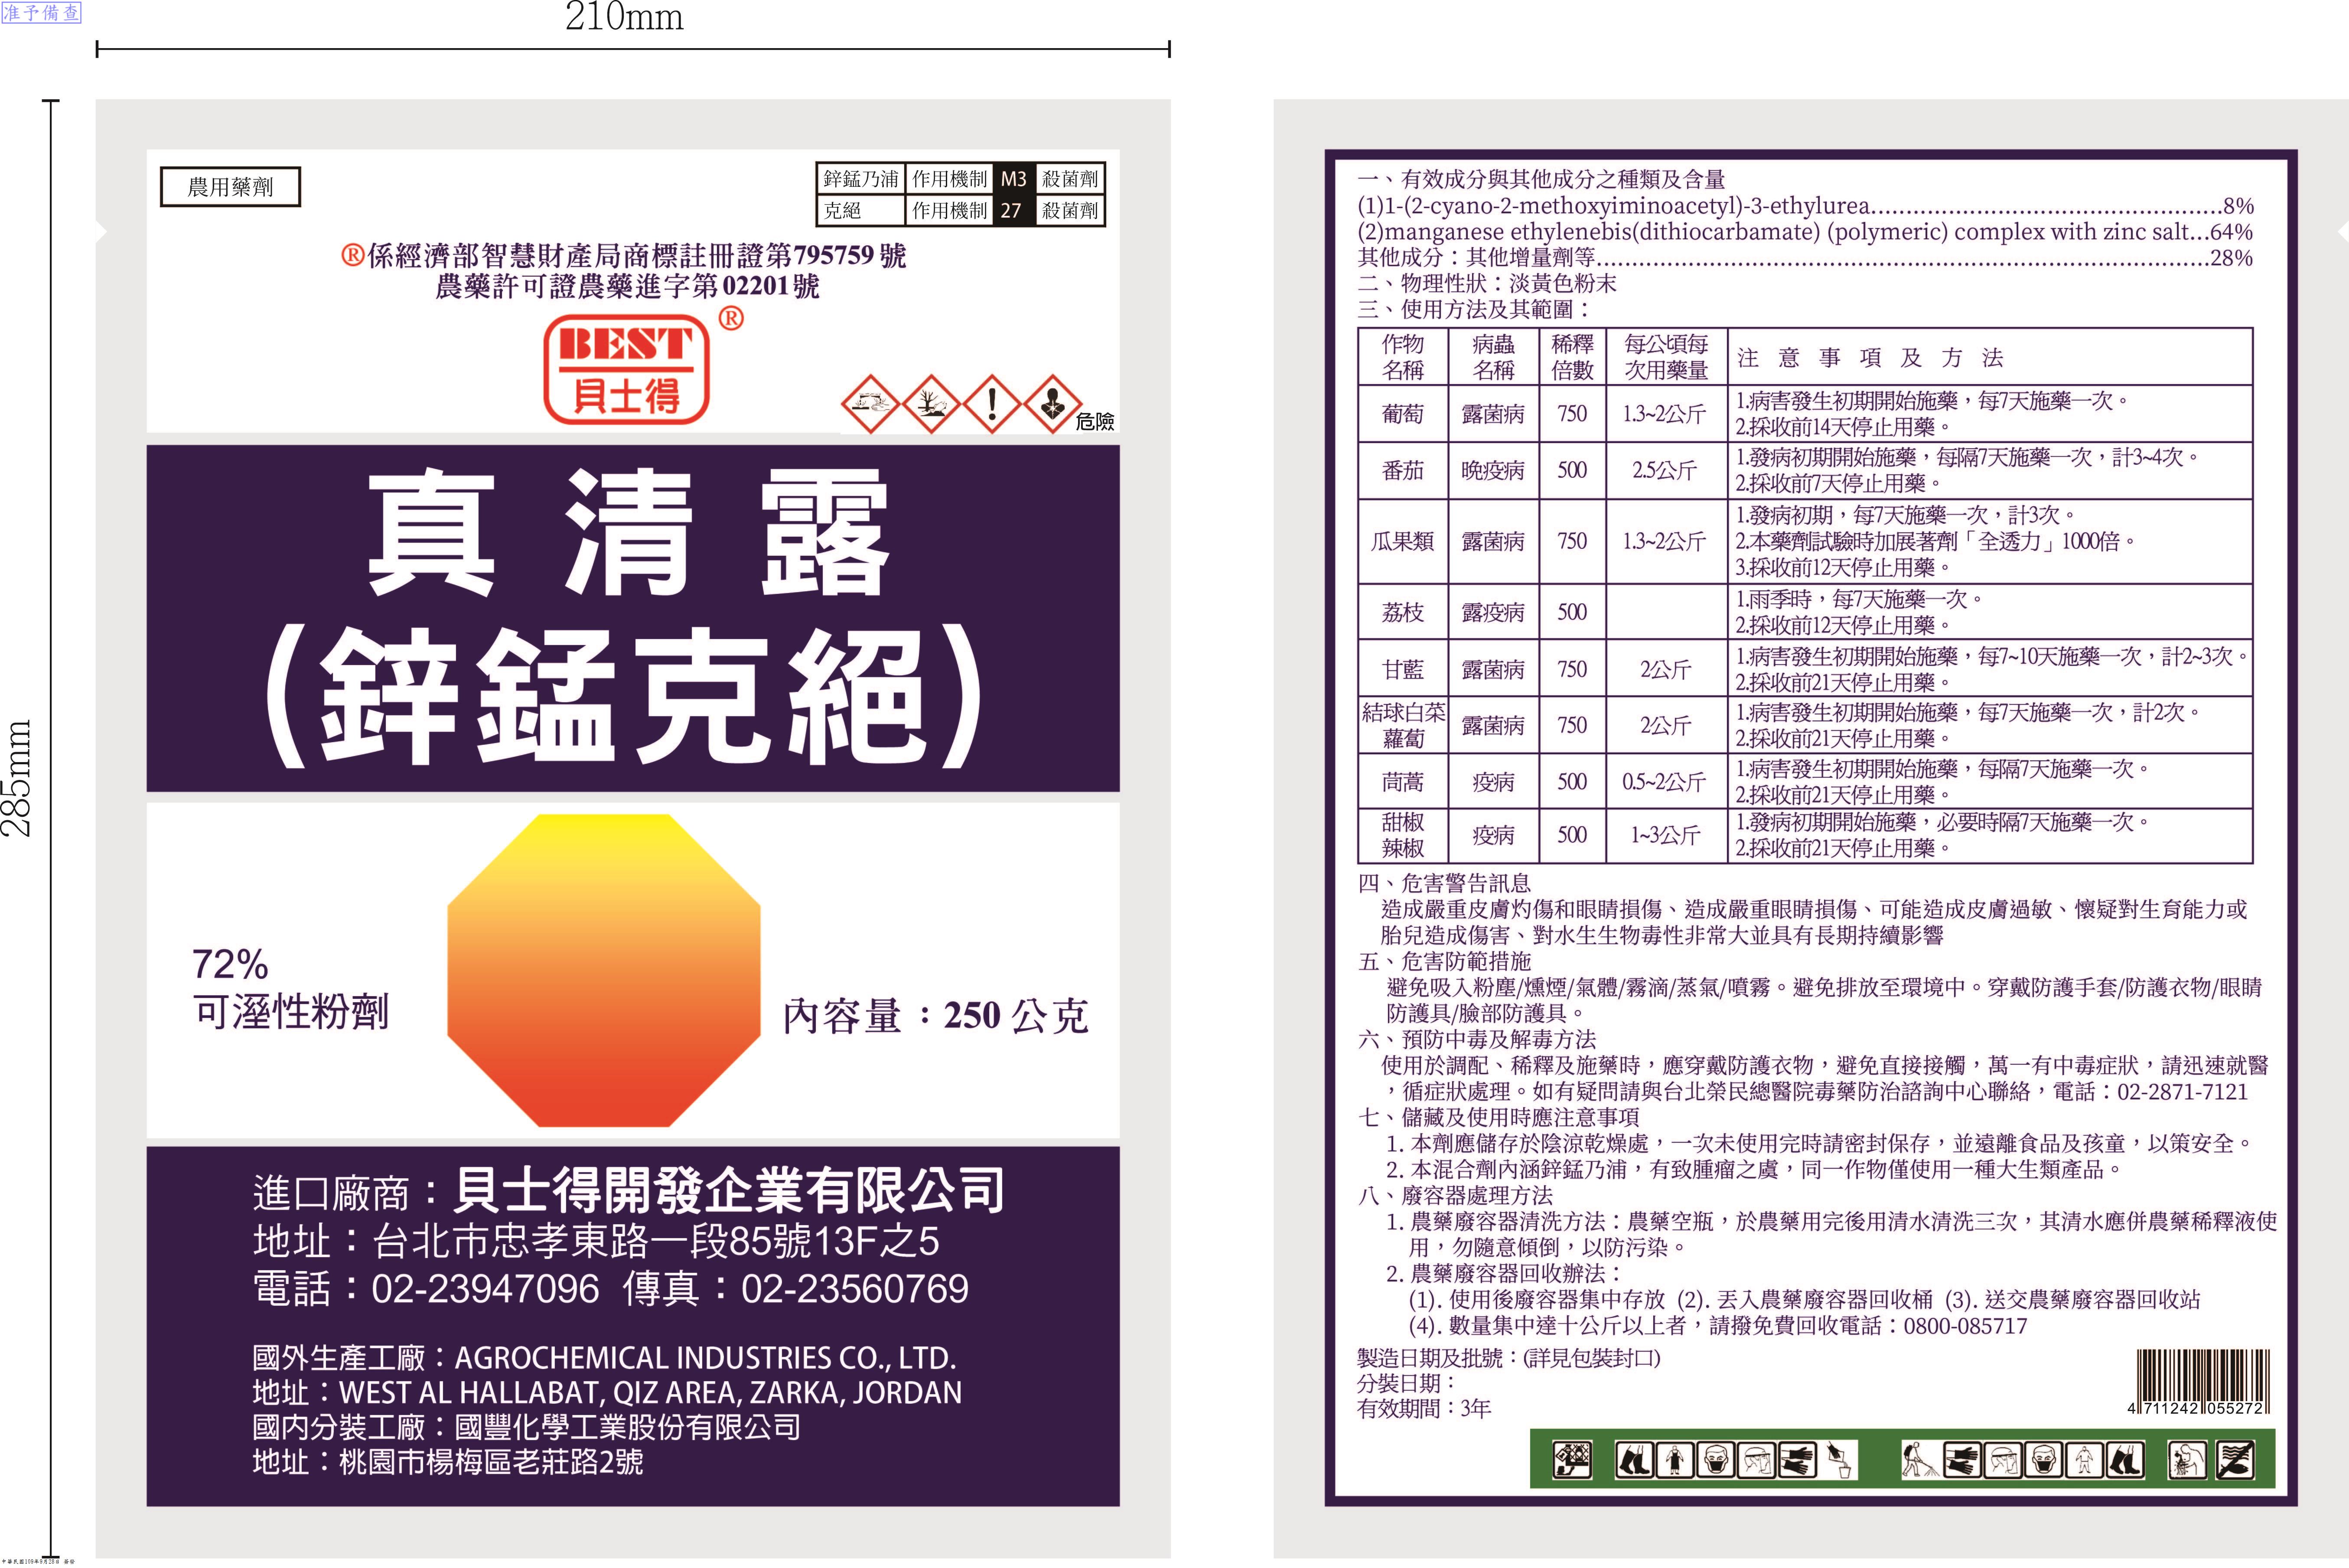 准予備查
210mm
285mm
農用藥劑
鋅錳乃浦 作用機制 M3 殺菌劑
克絕 作用機制 27 殺菌劑
®係經濟部智慧財產局商標註冊證第795759號
農藥許可證農藥進字第02201號
BEST ®
貝士得
危險
真清露
(鋅錳克絕)
72%
可溼性粉劑
內容量：250公克
進口廠商：貝士得開發企業有限公司
地址：台北市忠孝東路一段85號13F之5
電話：02-23947096 傳真：02-23560769
國外生產工廠：AGROCHEMICAL INDUSTRIES CO., LTD.
地址：WEST AL HALLABAT, QIZ AREA, ZARKA, JORDAN
國內分裝工廠：國豐化學工業股份有限公司
地址：桃園市楊梅區老莊路2號
中華民國109年9月28日 簽發
一、有效成分與其他成分之種類及含量
(1)1-(2-cyano-2-methoxyiminoacetyl)-3-ethylurea..................................................8%
(2)manganese ethylenebis(dithiocarbamate) (polymeric) complex with zinc salt...64%
其他成分：其他增量劑等.......................................................................................28%
二、物理性狀：淡黃色粉末
三、使用方法及其範圍：
作物名稱 病蟲名稱 稀釋倍數 每公頃每次用藥量 注意事項及方法
葡萄 露菌病 750 1.3~2公斤 1.病害發生初期開始施藥，每7天施藥一次。
2.採收前14天停止用藥。
番茄 晚疫病 500 2.5公斤 1.發病初期開始施藥，每隔7天施藥一次，計3~4次。
2.採收前7天停止用藥。
瓜果類 露菌病 750 1.3~2公斤 1.發病初期，每7天施藥一次，計3次。
2.本藥劑試驗時加展著劑「全透力」1000倍。
3.採收前12天停止用藥。
荔枝 露疫病 500 1.雨季時，每7天施藥一次。
2.採收前12天停止用藥。
甘藍 露菌病 750 2公斤 1.病害發生初期開始施藥，每7~10天施藥一次，計2~3次。
2.採收前21天停止用藥。
結球白菜 蘿蔔 露菌病 750 2公斤 1.病害發生初期開始施藥，每7天施藥一次，計2次。
2.採收前21天停止用藥。
茼蒿 疫病 500 0.5~2公斤 1.病害發生初期開始施藥，每隔7天施藥一次。
2.採收前21天停止用藥。
甜椒 辣椒 疫病 500 1~3公斤 1.發病初期開始施藥，必要時隔7天施藥一次。
2.採收前21天停止用藥。
四、危害警告訊息
造成嚴重皮膚灼傷和眼睛損傷、造成嚴重眼睛損傷、可能造成皮膚過敏、懷疑對生育能力或
胎兒造成傷害、對水生生物毒性非常大並具有長期持續影響
五、危害防範措施
避免吸入粉塵/燻煙/氣體/霧滴/蒸氣/噴霧。避免排放至環境中。穿戴防護手套/防護衣物/眼睛
防護具/臉部防護具。
六、預防中毒及解毒方法
使用於調配、稀釋及施藥時，應穿戴防護衣物，避免直接接觸，萬一有中毒症狀，請迅速就醫
，循症狀處理。如有疑問請與台北榮民總醫院毒藥防治諮詢中心聯絡，電話：02-2871-7121
七、儲藏及使用時應注意事項
1. 本劑應儲存於陰涼乾燥處，一次未使用完時請密封保存，並遠離食品及孩童，以策安全。
2. 本混合劑內涵鋅錳乃浦，有致腫瘤之虞，同一作物僅使用一種大生類產品。
八、廢容器處理方法
1. 農藥廢容器清洗方法：農藥空瓶，於農藥用完後用清水清洗三次，其清水應併農藥稀釋液使
用，勿隨意傾倒，以防污染。
2. 農藥廢容器回收辦法：
(1). 使用後廢容器集中存放 (2). 丟入農藥廢容器回收桶 (3). 送交農藥廢容器回收站
(4). 數量集中達十公斤以上者，請撥免費回收電話：0800-085717
製造日期及批號：(詳見包裝封口)
分裝日期：
有效期間：3年
4 711242 055272